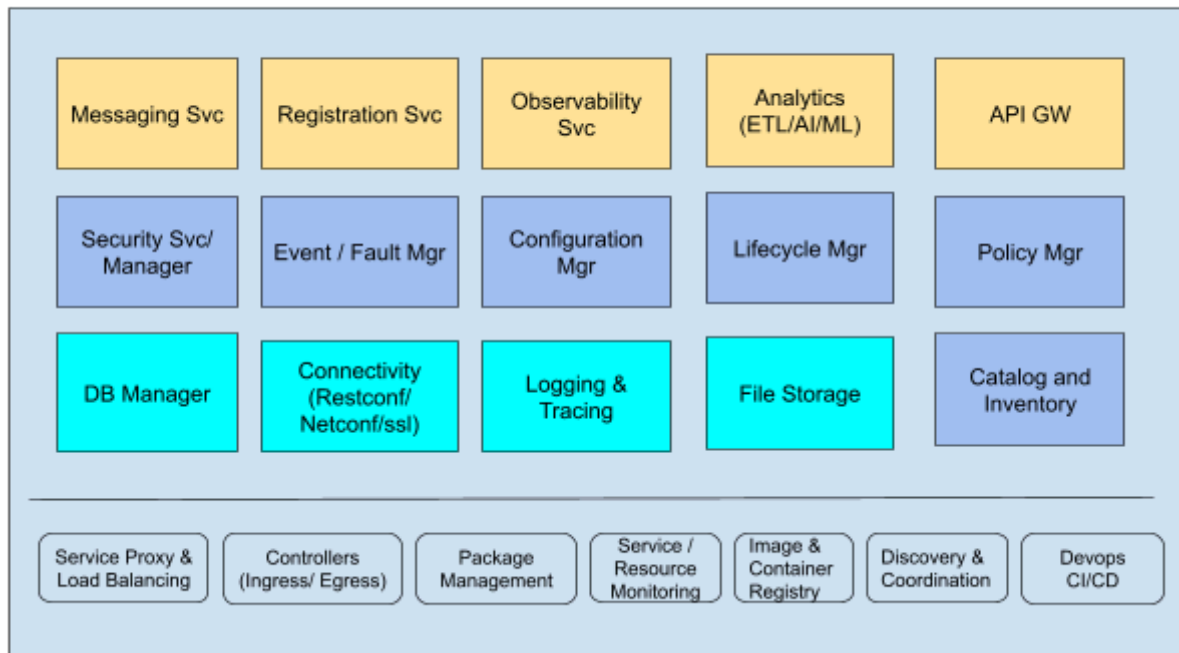 Messaging Svc
Registration Svc
Observability
Svc
Analytics
(ETL/AI/ML)
API GW
Security Svc/
Manager
Event / Fault Mgr
Configuration
Mgr
Lifecycle Mgr
Policy Mgr
DB Manager
Connectivity
(Restconf/
Netconf/ssl)
Logging &
Tracing
File Storage
Catalog and
Inventory
Service Proxy &
Load Balancing
Controllers
(Ingress/ Egress)
Package
Management
Service /
Resource
Monitoring
Image &
Container
Registry
Discovery &
Coordination
Devops
CI/CD